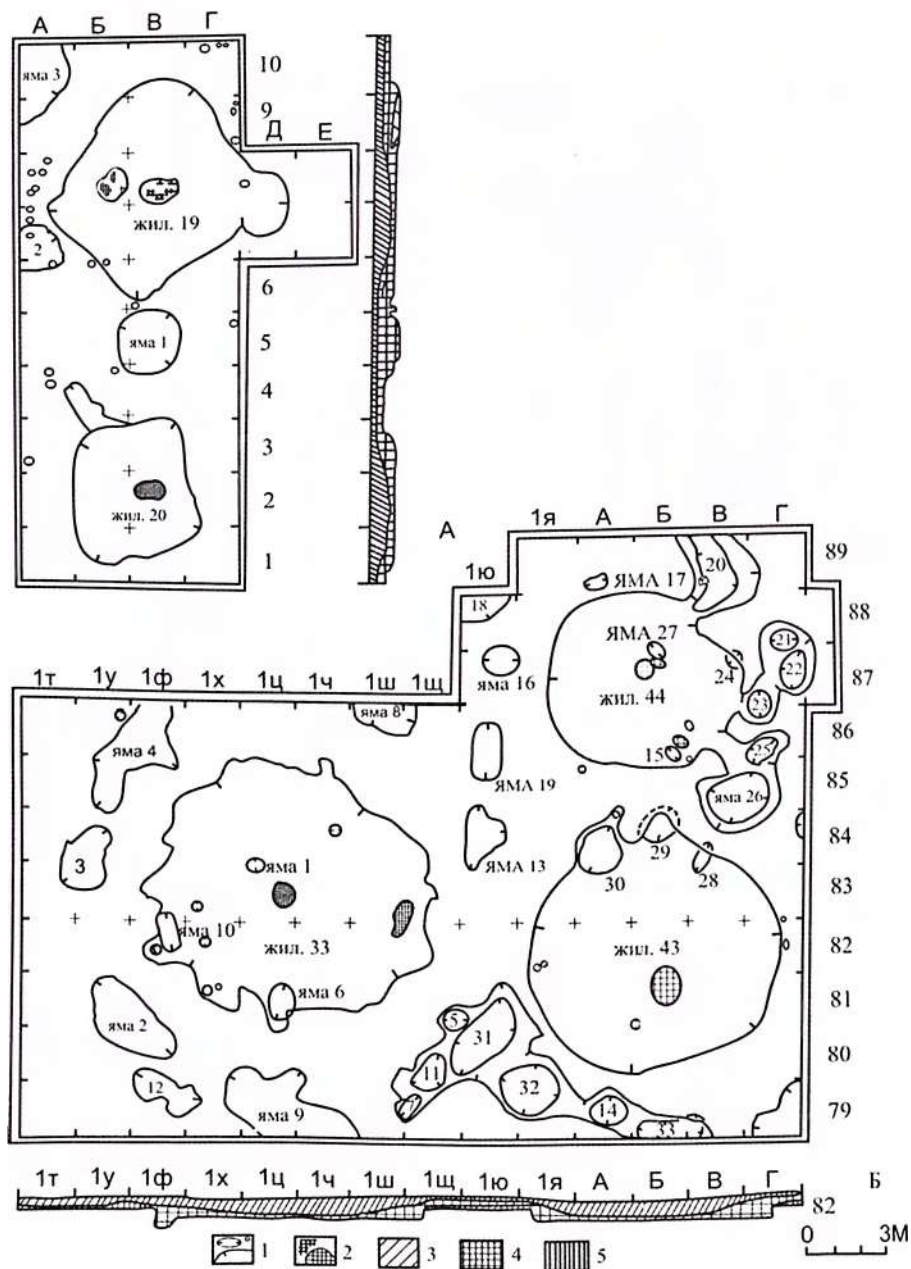 А Б В Г
яма 3
10
9
Д Е
жил. 19
2
6
яма 1
5
4
3
2
жил. 20
1
А
1я А Б В Г
89
20
ЯМА 17
1ю
18
88
ЯМА 27
21
24
22
87
яма 16
жил. 44
23
1т 1у 1ф 1х 1ц 1ч 1ш 1щ
яма 8
86
яма 4
15
25
ЯМА 19
85
яма 26
84
3
29
ЯМА 13
30
28
яма 1
83
яма 10
жил. 33
жил. 43
82
яма 6
81
яма 2
5
31
80
12
11
32
7
яма 9
14
79
33
1т 1у 1ф 1х 1ц 1ч 1ш 1щ 1ю 1я А Б В Г Б
82
1 2 3 4 5
0 3М